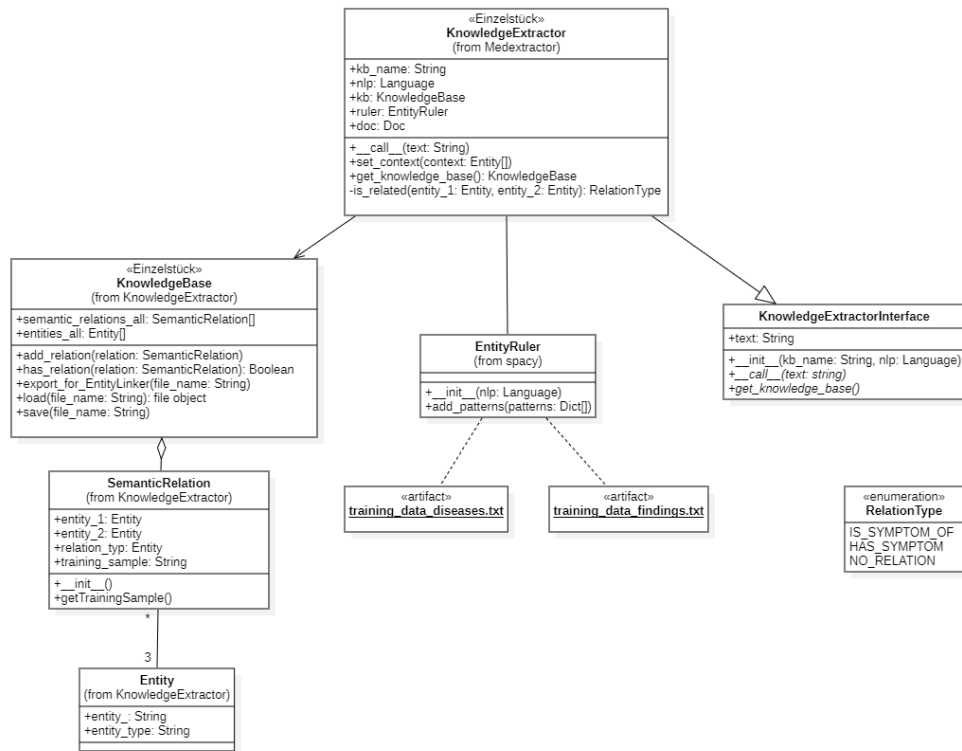 «Einzelstück»
KnowledgeExtractor
(from Medextractor)
+kb_name: String
+nlp: Language
+kb: KnowledgeBase
+ruler: EntityRuler
+doc: Doc
+__call__(text: String)
+set_context(context: Entity[])
+get_knowledge_base(): KnowledgeBase
-is_related(entity_1: Entity, entity_2: Entity): RelationType
«Einzelstück»
KnowledgeBase
(from KnowledgeExtractor)
+semantic_relations_all: SemanticRelation[]
+entities_all: Entity[]
+add_relation(relation: SemanticRelation)
+has_relation(relation: SemanticRelation): Boolean
+export_for_EntityLinker(file_name: String)
+load(file_name: String): file object
+save(file_name: String)
EntityRuler
(from spacy)
+__init__(nlp: Language)
+add_patterns(patterns: Dict[])
KnowledgeExtractorInterface
+text: String
+__init__(kb_name: String, nlp: Language)
+__call__(text: string)
+get_knowledge_base()
SemanticRelation
(from KnowledgeExtractor)
+entity_1: Entity
+entity_2: Entity
+relation_typ: Entity
+training_sample: String
+__init__()
+getTrainingSample()
«artifact»
training_data_diseases.txt
«artifact»
training_data_findings.txt
«enumeration»
RelationType
IS_SYMPTOM_OF
HAS_SYMPTOM
NO_RELATION
*
3
Entity
(from KnowledgeExtractor)
+entity_: String
+entity_type: String